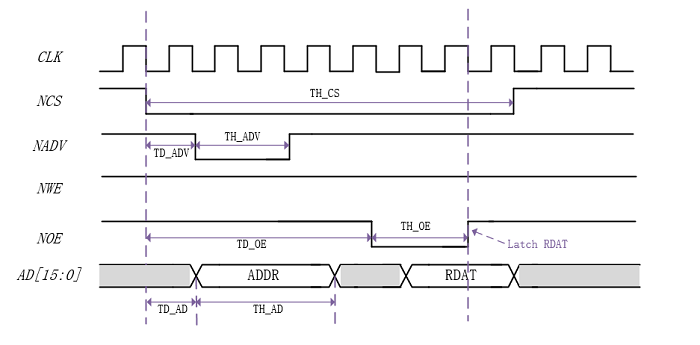 CLK
NCS
TH_CS
NADV
TH_ADV
TD_ADV
NWE
NOE
TH_OE
TD_OE
Latch RDAT
AD[15:0]
ADDR
RDAT
TD_AD
TH_AD